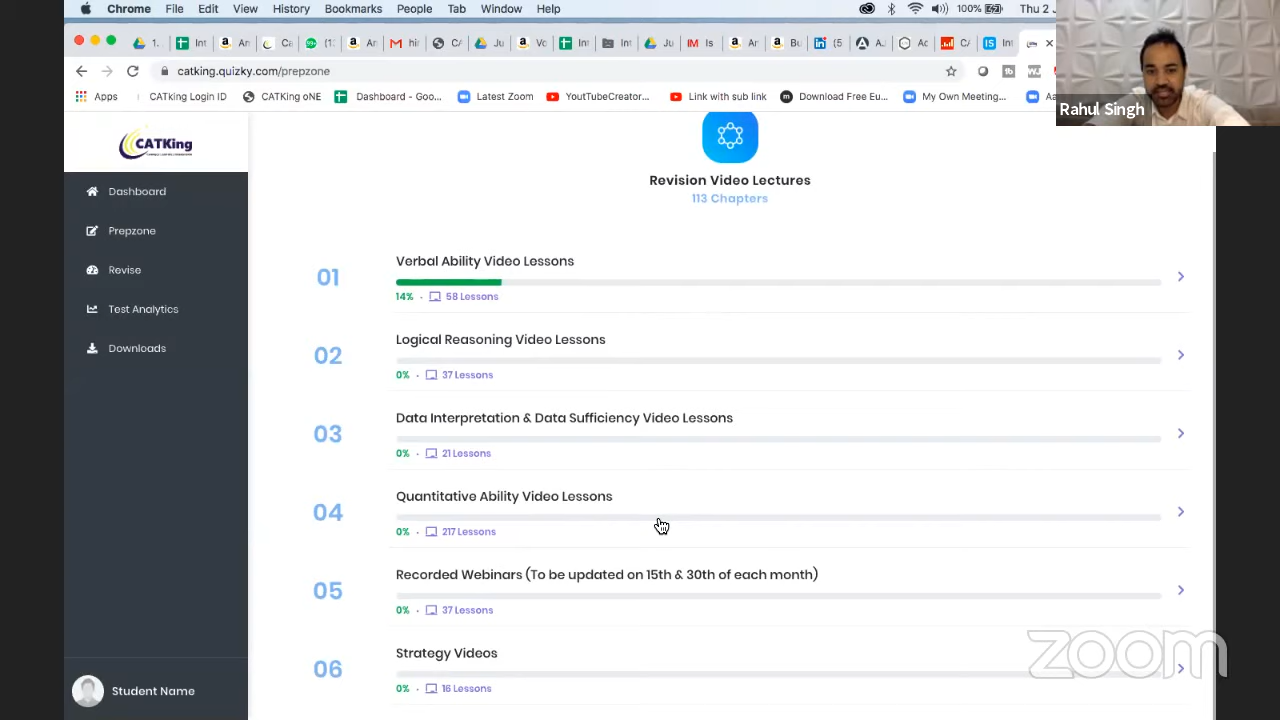 Chrome File Edit View History Bookmarks People Tab Window Help 100% Thu 2 J
catking.quizky.com/prepzone
Apps CATking Login ID CATKing oNE Dashboard - Goo... Latest Zoom YoutTubeCreator... Link with sub link Download Free Eu... My Own Meeting...
Rahul Singh
CATKing
Dashboard
Prepzone
Revise
Test Analytics
Downloads
Student Name
Revision Video Lectures
113 Chapters
01 Verbal Ability Video Lessons
14% · 58 Lessons
02 Logical Reasoning Video Lessons
0% · 37 Lessons
03 Data Interpretation & Data Sufficiency Video Lessons
0% · 21 Lessons
04 Quantitative Ability Video Lessons
0% · 217 Lessons
05 Recorded Webinars (To be updated on 15th & 30th of each month)
0% · 37 Lessons
06 Strategy Videos
0% · 16 Lessons
zoom